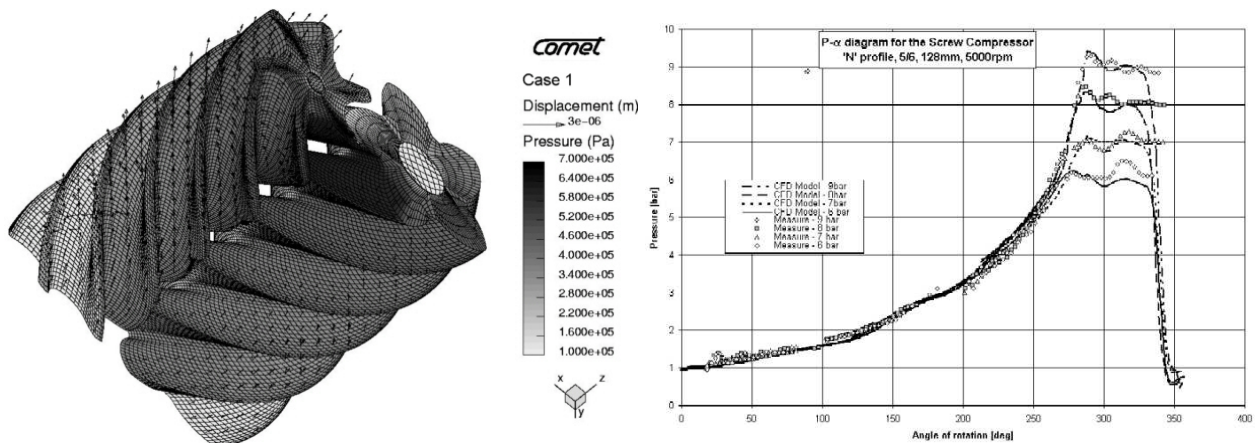 Comet
Case 1
Displacement (m)
3e-06
Pressure (Pa)
7.000e+05
6.400e+05
5.800e+05
5.200e+05
4.600e+05
4.000e+05
3.400e+05
2.800e+05
2.200e+05
1.600e+05
1.000e+05
x
z
y
P-α diagram for the Screw Compressor
'N' profile, 5/6, 128mm, 5000rpm
Pressure [bar]
10
9
8
7
6
5
4
3
2
1
0
CFD Model - 9bar
CFD Model - 8bar
CFD Model - 7bar
CFD Model - 6 bar
Measure - 9 bar
Measure - 8 bar
Measure - 7 bar
Measure - 6 bar
0
50
100
150
200
250
300
350
400
Angle of rotation [deg]